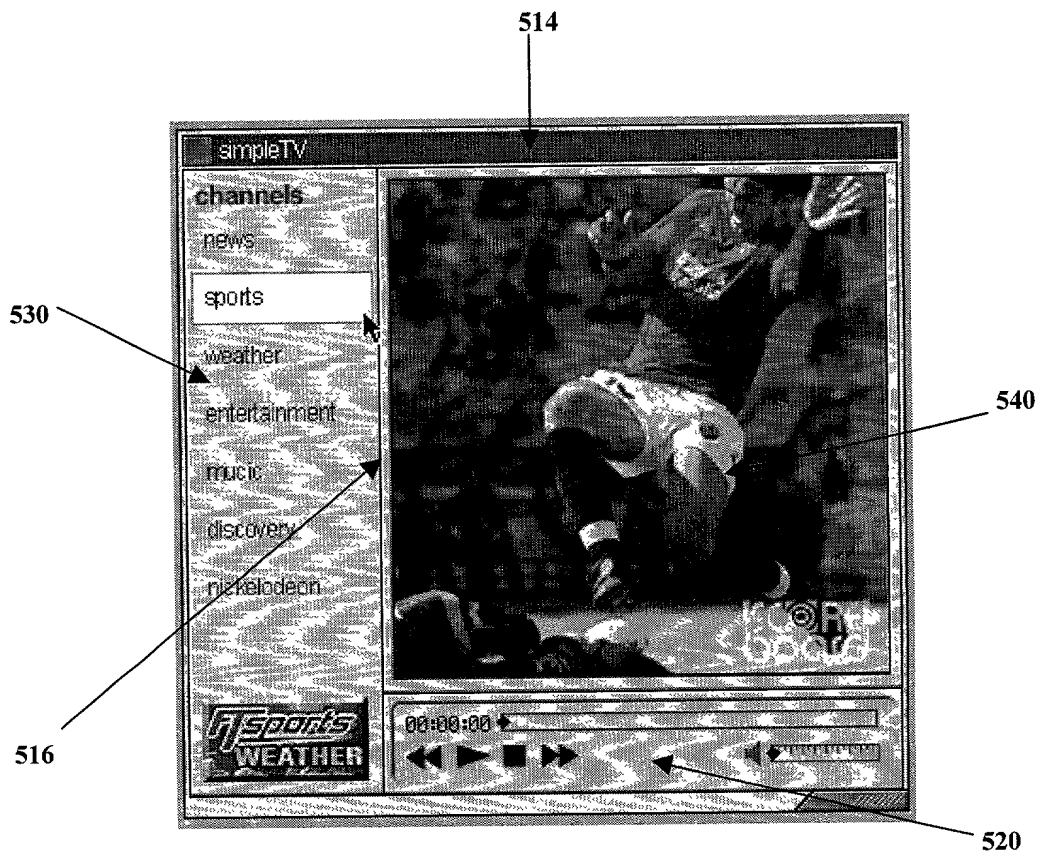 514
simpleTV
channels
news
sports
530
weather
entertainment
540
music
discovery
nickelodeon
00:00:00
Sports
WEATHER
516
520